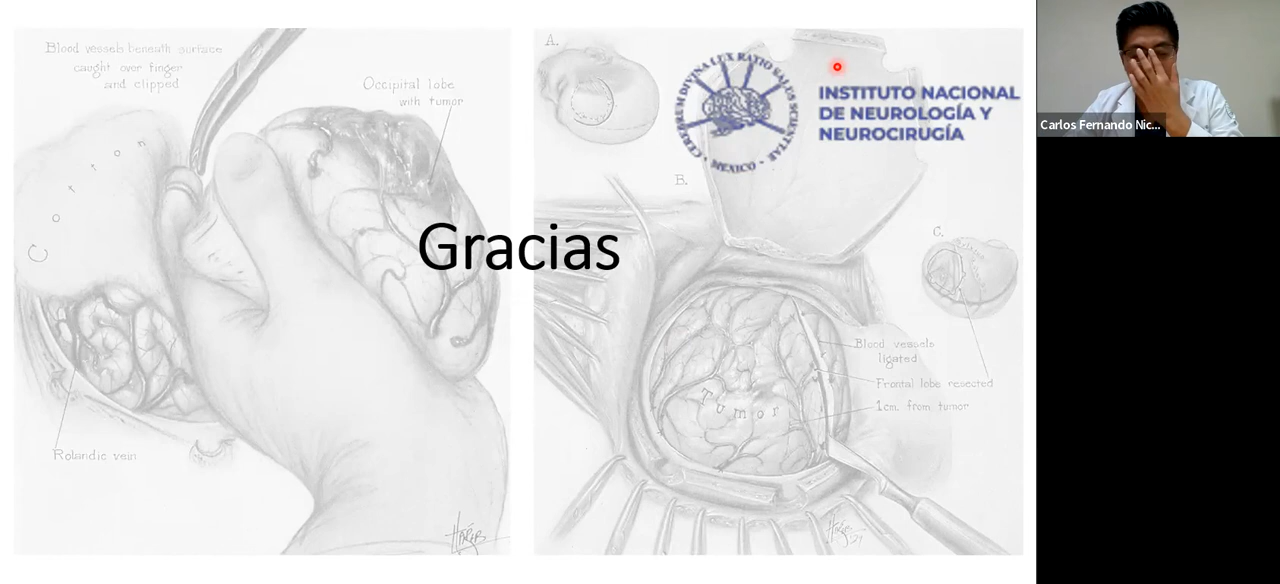 Blood vessels beneath surface
caught over finger
and clipped
Occipital lobe
with tumor
Cotton
Rolandic vein
Gracias
A.
CEREBRUM DIVINA LUX RATIO SALUS SCIENTIAE
MEXICO
INSTITUTO NACIONAL
DE NEUROLOGÍA Y
NEUROCIRUGÍA
B.
C.
Blood vessels
ligated
Frontal lobe resected
1cm. from tumor
Tumor
Carlos Fernando Nic...